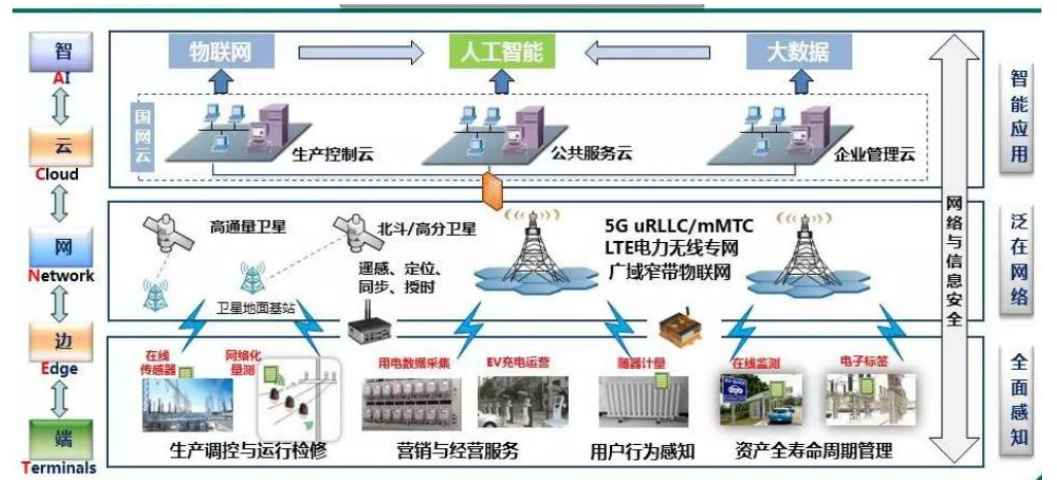 智
AI
云
Cloud
网
Network
边
Edge
端
Terminals
物联网
人工智能
大数据
国网云
生产控制云
公共服务云
企业管理云
高通量卫星
北斗/高分卫星
遥感、定位、
同步、授时
卫星地面基站
5G uRLLC/mMTC
LTE电力无线专网
广域窄带物联网
在线
传感器
网络化
量测
用电数据采集
EV充电运营
随器计量
在线监测
电子标签
生产调控与运行检修
营销与经营服务
用户行为感知
资产全寿命周期管理
网络与信息安全
智能应用
泛在网络
全面感知